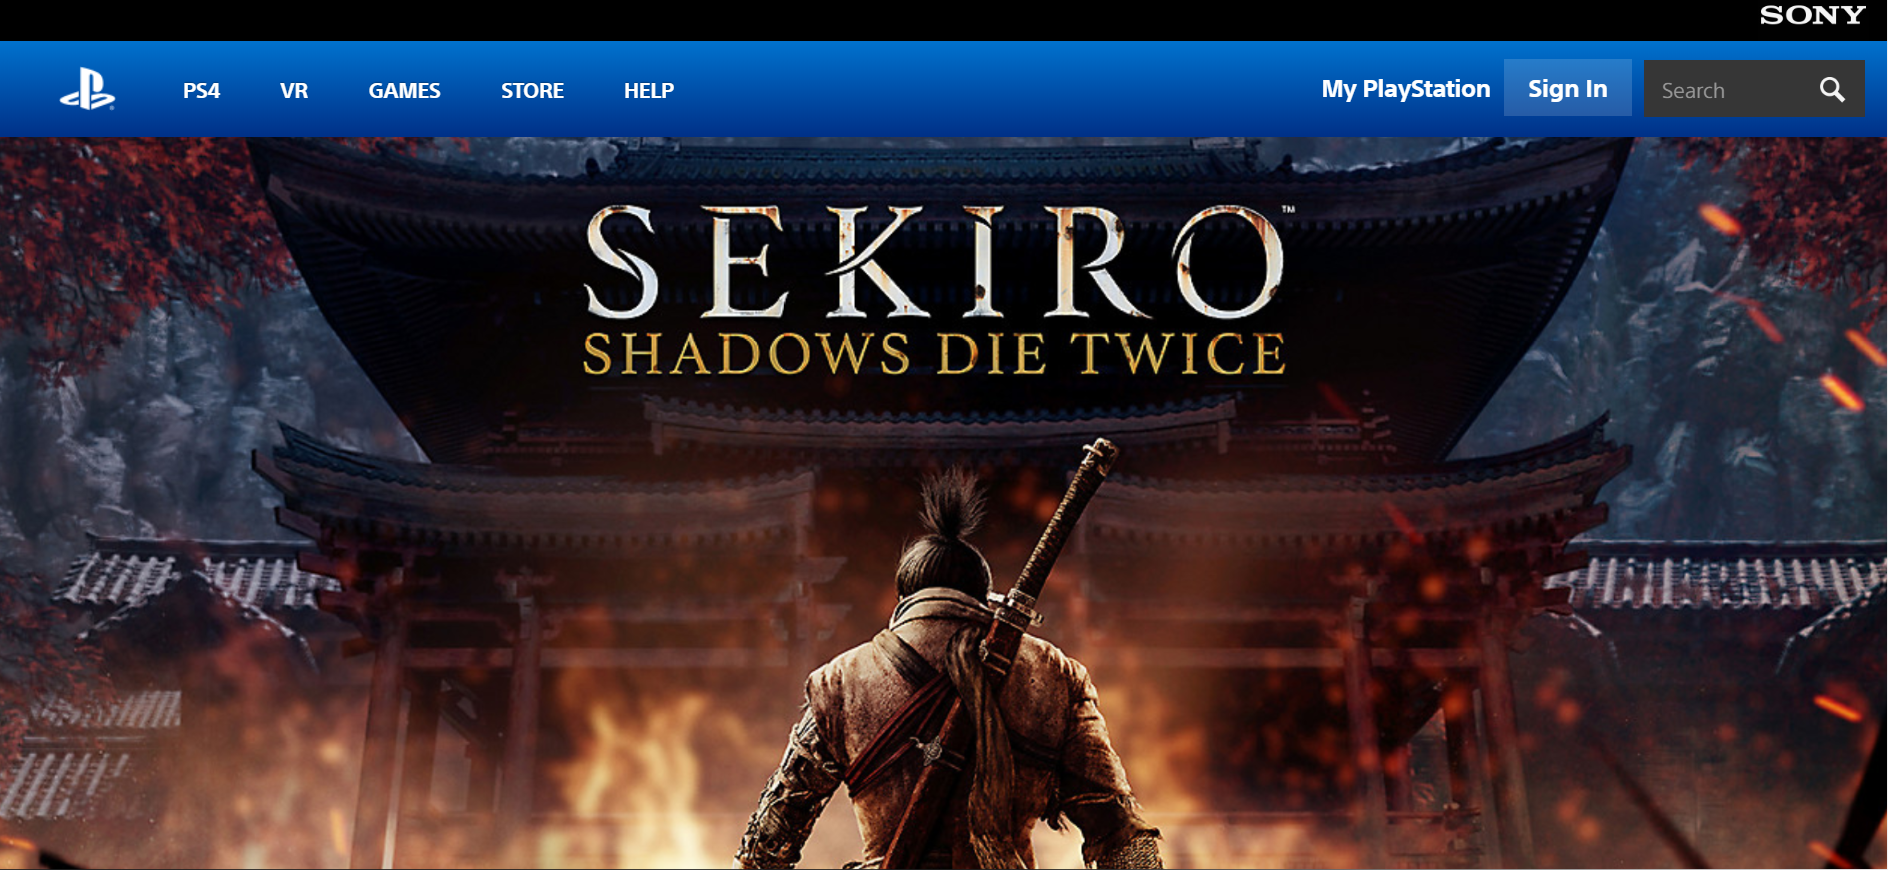 SONY
PS4 VR GAMES STORE HELP My PlayStation Sign In Search
SEKIRO™
SHADOWS DIE TWICE